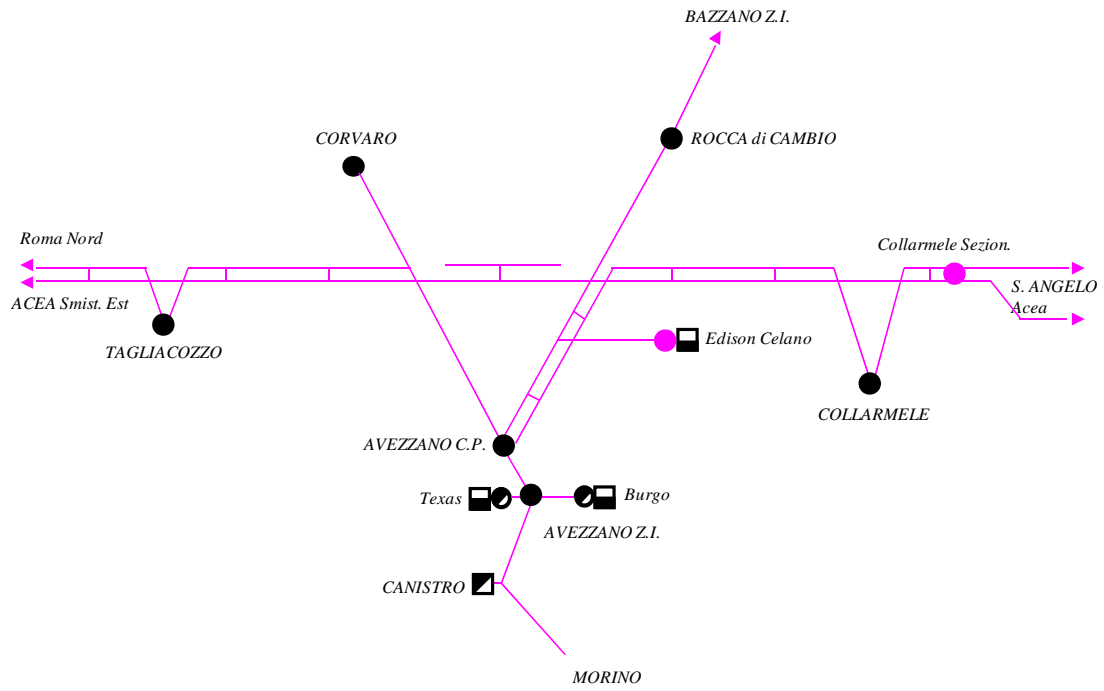 BAZZANO Z.I.
CORVARO
ROCCA di CAMBIO
Roma Nord
Collarmele Sezion.
ACEA Smist. Est
S. ANGELO
Acea
TAGLIACOZZO
Edison Celano
COLLARMELE
AVEZZANO C.P.
Texas
Burgo
AVEZZANO Z.I.
CANISTRO
MORINO